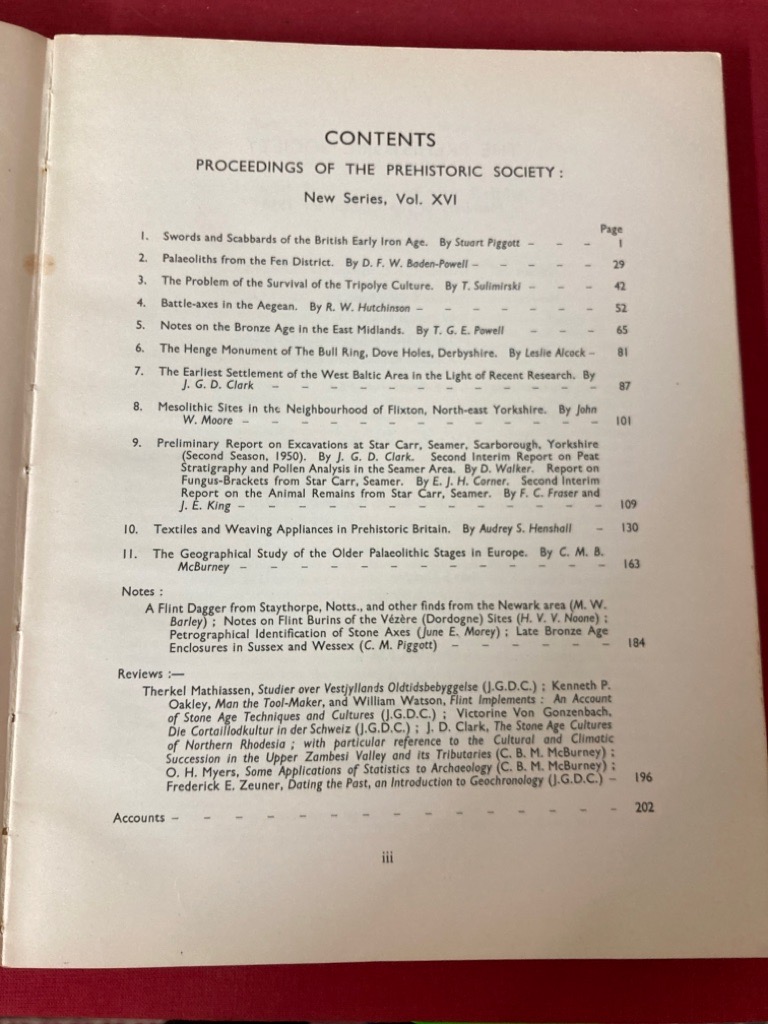 CONTENTS
PROCEEDINGS OF THE PREHISTORIC SOCIETY :
New Series, Vol. XVI
Page
1. Swords and Scabbards of the British Early Iron Age. By Stuart Piggott – – – 1
2. Palaeoliths from the Fen District. By D. F. W. Baden-Powell – – – – 29
3. The Problem of the Survival of the Tripolye Culture. By T. Sulimirski – – – 42
4. Battle-axes in the Aegean. By R. W. Hutchinson – – – – – – 52
5. Notes on the Bronze Age in the East Midlands. By T. G. E. Powell – – – 65
6. The Henge Monument of The Bull Ring, Dove Holes, Derbyshire. By Leslie Alcock – 81
7. The Earliest Settlement of the West Baltic Area in the Light of Recent Research. By
J. G. D. Clark – – – – – – – – – – – – 87
8. Mesolithic Sites in the Neighbourhood of Flixton, North-east Yorkshire. By John
W. Moore – – – – – – – – – – – – – 101
9. Preliminary Report on Excavations at Star Carr, Seamer, Scarborough, Yorkshire
(Second Season, 1950). By J. G. D. Clark. Second Interim Report on Peat
Stratigraphy and Pollen Analysis in the Seamer Area. By D. Walker. Report on
Fungus-Brackets from Star Carr, Seamer. By E. J. H. Corner. Second Interim
Report on the Animal Remains from Star Carr, Seamer. By F. C. Fraser and
J. E. King – – – – – – – – – – – – – 109
10. Textiles and Weaving Appliances in Prehistoric Britain. By Audrey S. Henshall – 130
11. The Geographical Study of the Older Palaeolithic Stages in Europe. By C. M. B.
McBurney – – – – – – – – – – – – – 163
Notes :
A Flint Dagger from Staythorpe, Notts., and other finds from the Newark area (M. W.
Barley) ; Notes on Flint Burins of the Vézère (Dordogne) Sites (H. V. V. Noone) ;
Petrographical Identification of Stone Axes (June E. Morey) ; Late Bronze Age
Enclosures in Sussex and Wessex (C. M. Piggott) – – – – – – 184
Reviews :—
Therkel Mathiassen, Studier over Vestjyllands Oldtidsbebyggelse (J.G.D.C.) ; Kenneth P.
Oakley, Man the Tool-Maker, and William Watson, Flint Implements : An Account
of Stone Age Techniques and Cultures (J.G.D.C.) ; Victorine Von Gonzenbach,
Die Cortaillodkultur in der Schweiz (J.G.D.C.) ; J. D. Clark, The Stone Age Cultures
of Northern Rhodesia ; with particular reference to the Cultural and Climatic
Succession in the Upper Zambesi Valley and its Tributaries (C. B. M. McBurney) ;
O. H. Myers, Some Applications of Statistics to Archaeology (C. B. M. McBurney) ;
Frederick E. Zeuner, Dating the Past, an Introduction to Geochronology (J.G.D.C.) – 196
Accounts – – – – – – – – – – – – – – – 202
iii